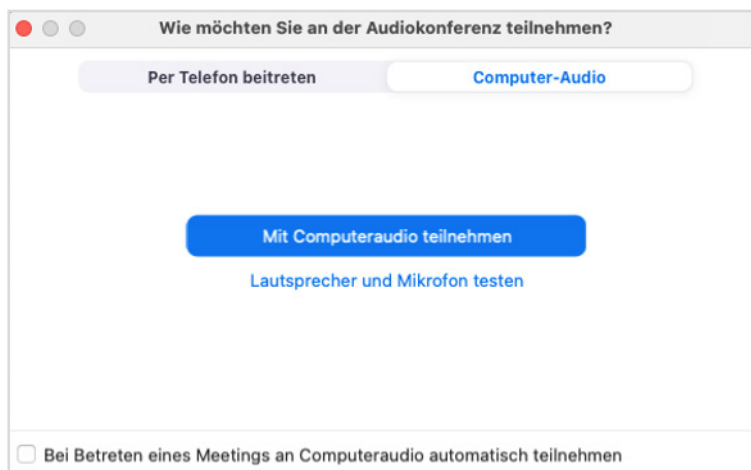 Wie möchten Sie an der Audiokonferenz teilnehmen?
Per Telefon beitreten Computer-Audio
Mit Computeraudio teilnehmen
Lautsprecher und Mikrofon testen
Bei Betreten eines Meetings an Computeraudio automatisch teilnehmen